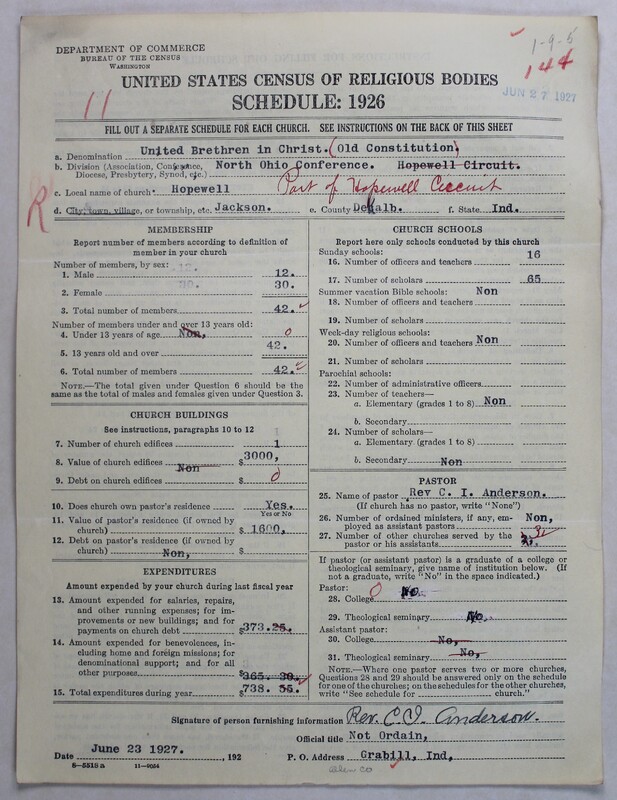 1-9-5
144
JUN 27 1927
DEPARTMENT OF COMMERCE
BUREAU OF THE CENSUS
WASHINGTON
UNITED STATES CENSUS OF RELIGIOUS BODIES
11
SCHEDULE: 1926
FILL OUT A SEPARATE SCHEDULE FOR EACH CHURCH. SEE INSTRUCTIONS ON THE BACK OF THIS SHEET
a. Denomination United Brethren in Christ. (Old Constitution)
b. Division (Association, Conference, Diocese, Presbytery, Synod, etc.) North Ohio Conference. Hopewell Circuit.
c. Local name of church Hopewell Part of Hopewell Circuit
R
d. City, town, village, or township, etc. Jackson. e. County DeKalb. f. State Ind.
MEMBERSHIP
Report number of members according to definition of
member in your church
Number of members, by sex:
1. Male 12.
2. Female 30.
3. Total number of members 42.
Number of members under and over 13 years old:
4. Under 13 years of age Non, 0
5. 13 years old and over 42.
6. Total number of members 42.
NOTE.—The total given under Question 6 should be
the same as the total of males and females given under Question 3.
CHURCH BUILDINGS
See instructions, paragraphs 10 to 12
7. Number of church edifices 1
8. Value of church edifices $3000,
Non
9. Debt on church edifices $ 0
10. Does church own pastor's residence Yes.
Yes or No
11. Value of pastor's residence (if owned by
church) $ 1600,
12. Debt on pastor's residence (if owned by
church) Non, $
EXPENDITURES
Amount expended by your church during last fiscal year
13. Amount expended for salaries, repairs,
and other running expenses; for im-
provements or new buildings; and for
payments on church debt $373.25.
14. Amount expended for benevolences, in-
cluding home and foreign missions; for
denominational support; and for all
other purposes $365. 30.
15. Total expenditures during year $738. 55.
CHURCH SCHOOLS
Report here only schools conducted by this church
Sunday schools:
16. Number of officers and teachers 16
17. Number of scholars 65
Summer vacation Bible schools: Non
18. Number of officers and teachers
19. Number of scholars
Week-day religious schools:
20. Number of officers and teachers Non
21. Number of scholars
Parochial schools:
22. Number of administrative officers
23. Number of teachers—
a. Elementary (grades 1 to 8) Non
b. Secondary
24. Number of scholars—
a. Elementary (grades 1 to 8)
b. Secondary Non
PASTOR
25. Name of pastor Rev C. I. Anderson.
(If church has no pastor, write "None")
26. Number of ordained ministers, if any, em-
ployed as assistant pastors Non,
27. Number of other churches served by the
pastor or his assistants 3
If pastor (or assistant pastor) is a graduate of a college or
theological seminary, give name of institution below. (If
not a graduate, write "No" in the space indicated.)
Pastor:
28. College 0 No.
29. Theological seminary No.
Assistant pastor:
30. College No,
31. Theological seminary No,
NOTE.—Where one pastor serves two or more churches,
Questions 28 and 29 should be answered only on the schedule
for one of the churches; on the schedules for the other churches,
write "See schedule for ________ church."
Signature of person furnishing information Rev. C. I. Anderson.
Official title Not Ordain,
Date June 23 1927. , 192 P. O. Address Grabill, Ind,
8—5518 a 11—9054
allen co